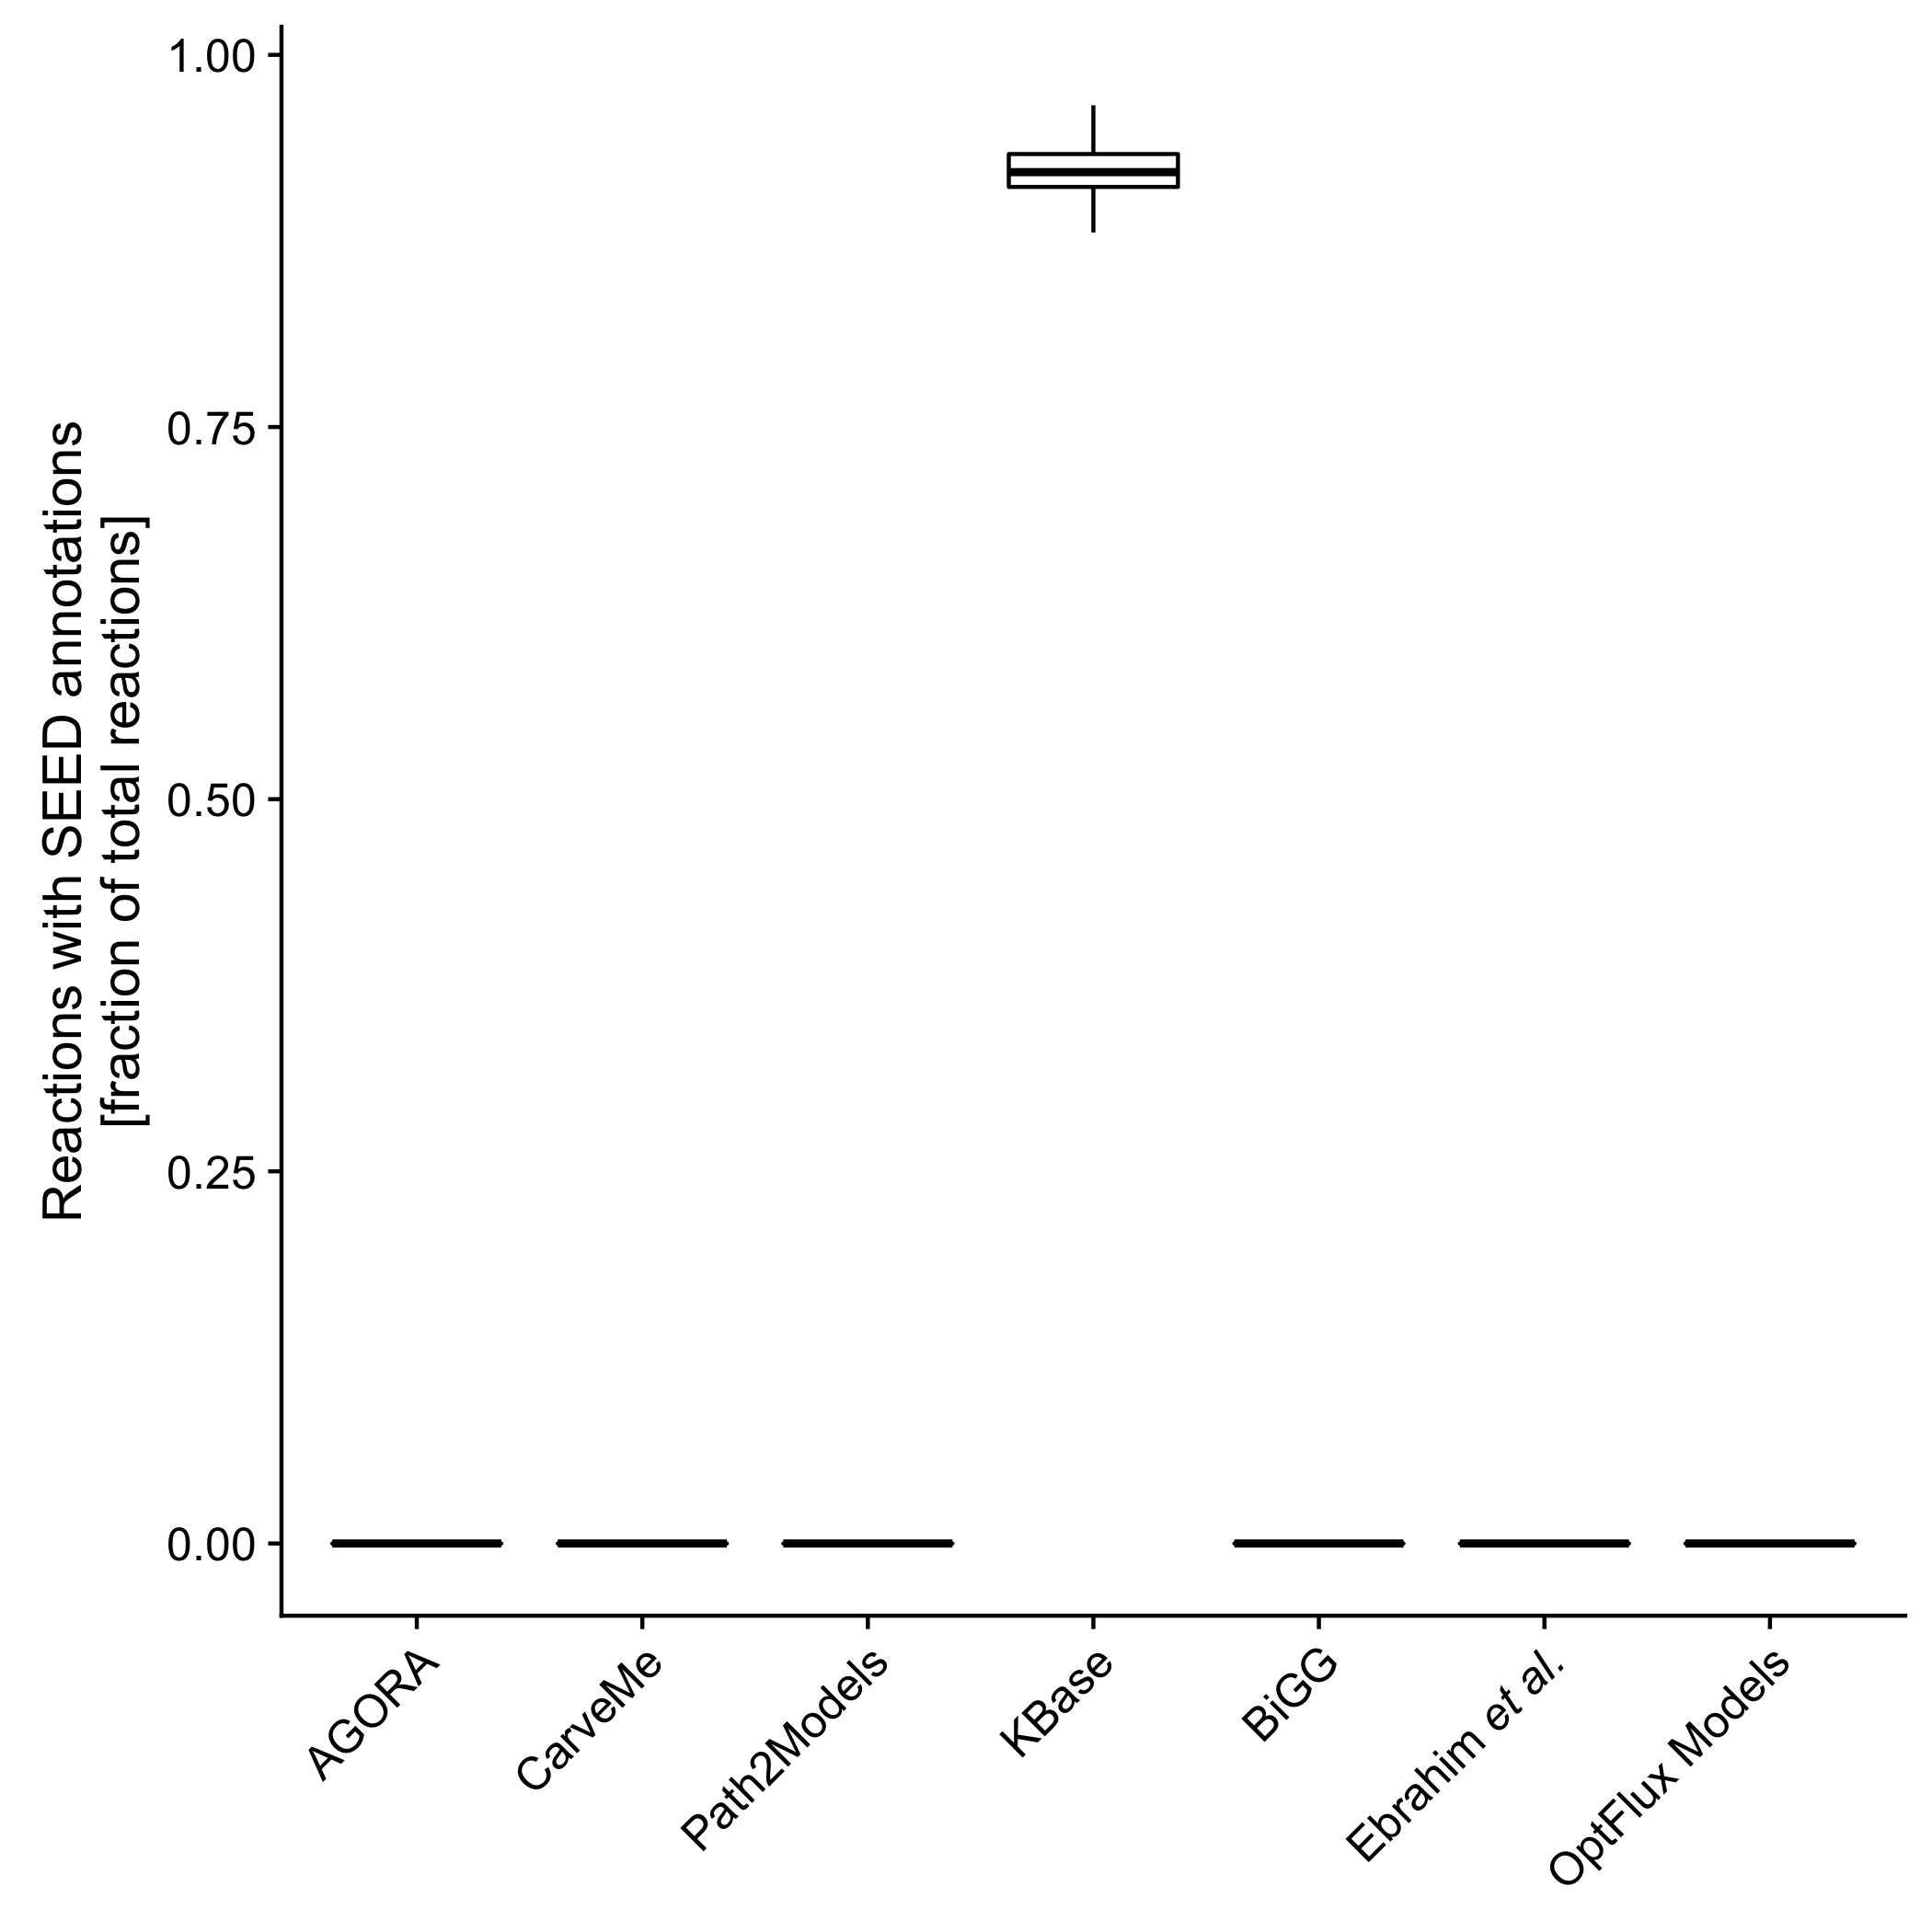 Reactions with SEED annotations
[fraction of total reactions]
1.00
0.75
0.50
0.25
0.00
AGORA
CarveMe
Path2Models
KBase
BiGG
Ebrahim et al.
OptFlux Models